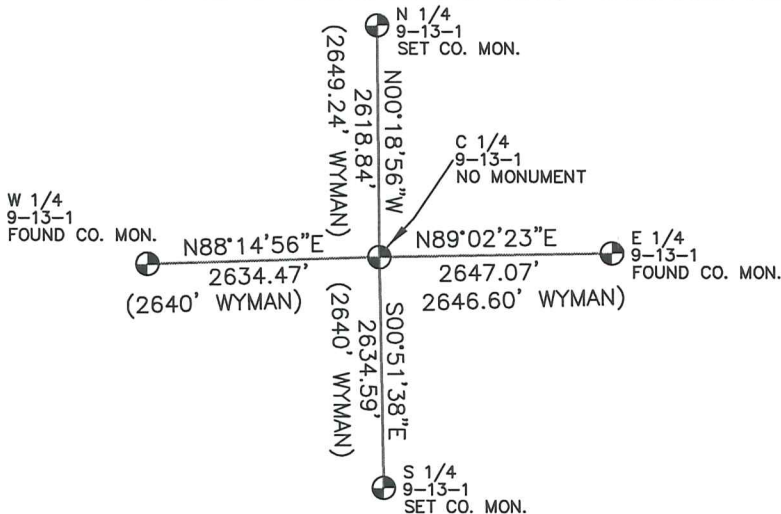 N 1/4
9-13-1
SET CO. MON.
N00°18'56"W
2618.84'
(2649.24' WYMAN)
C 1/4
9-13-1
NO MONUMENT
W 1/4
9-13-1
FOUND CO. MON.
N88°14'56"E
2634.47'
(2640' WYMAN)
N89°02'23"E
2647.07'
2646.60' WYMAN)
E 1/4
9-13-1
FOUND CO. MON.
S00°51'38"E
2634.59'
(2640' WYMAN)
S 1/4
9-13-1
SET CO. MON.